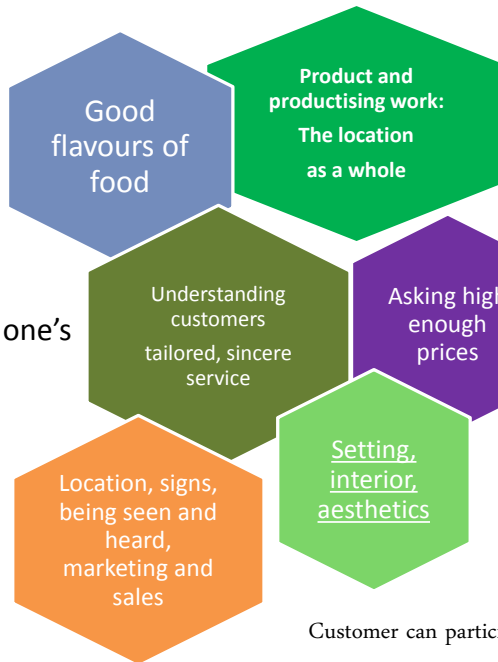 Good
flavours of
food
Product and
productising work:
The location
as a whole
one's
Understanding
customers
tailored, sincere
service
Asking high
enough
prices
Setting,
interior,
aesthetics
Location, signs,
being seen and
heard,
marketing and
sales
Customer can